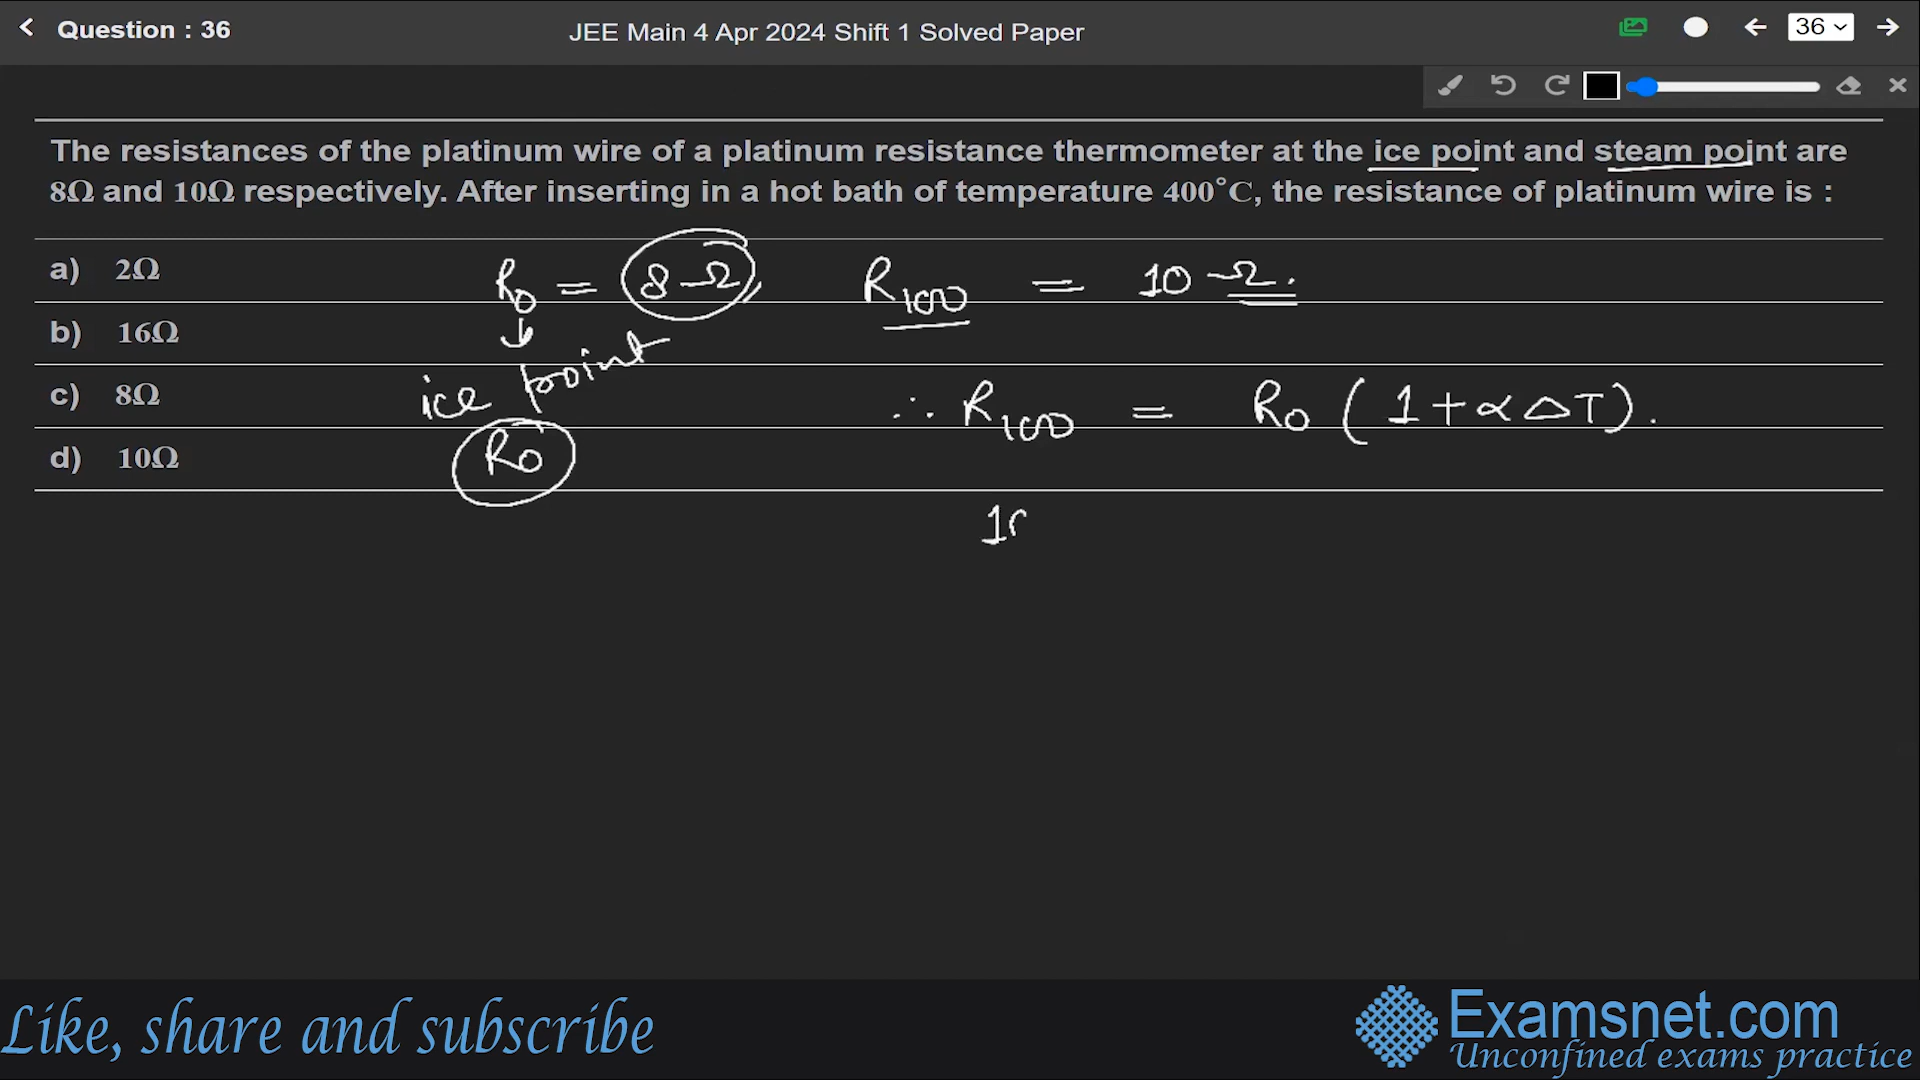 Question : 36
JEE Main 4 Apr 2024 Shift 1 Solved Paper
36
The resistances of the platinum wire of a platinum resistance thermometer at the ice point and steam point are
8Ω and 10Ω respectively. After inserting in a hot bath of temperature 400°C, the resistance of platinum wire is :
a) 2Ω
b) 16Ω
c) 8Ω
d) 10Ω
R₀ = 8 Ω R₁₀₀ = 10 Ω.
↓
ice point
R₀
∴ R₁₀₀ = R₀ ( 1 + α Δ T ).
10
Like, share and subscribe
Examsnet.com
Unconfined exams practice